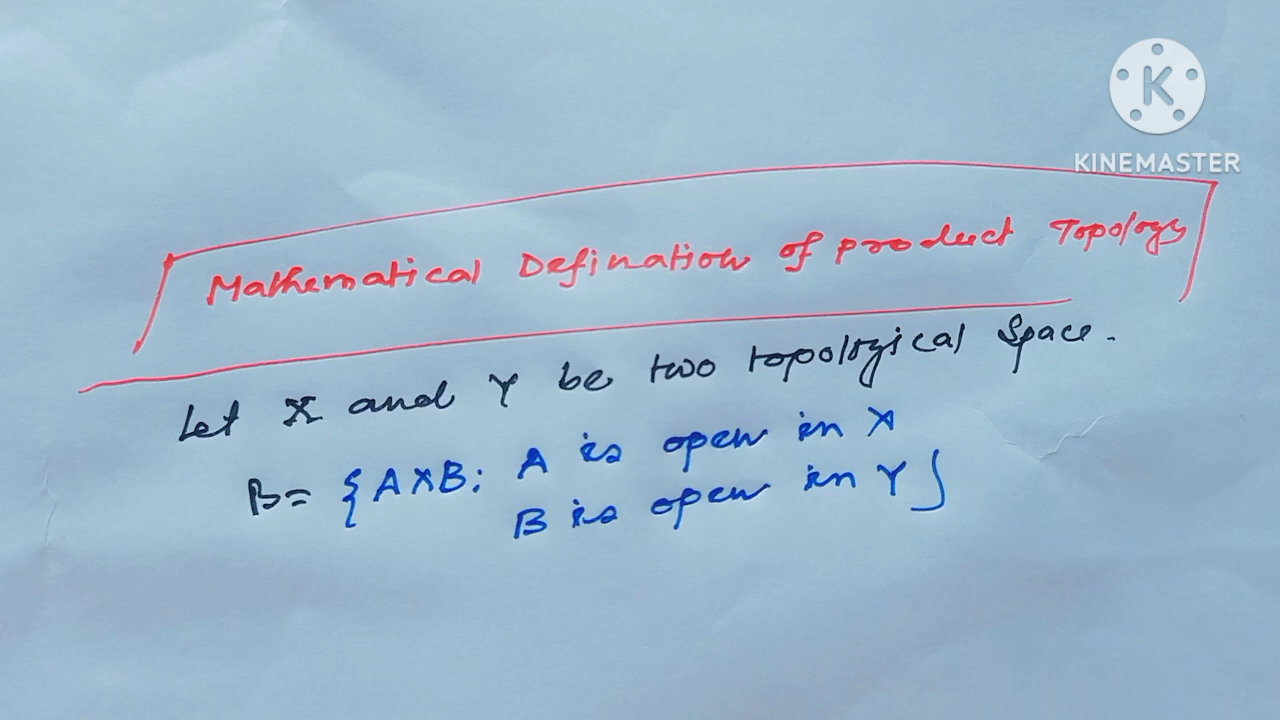 K
KINEMASTER
Mathematical Defination of product Topology
Let X and Y be two topological Space.
B = {A×B: A is open in X
B is open in Y}